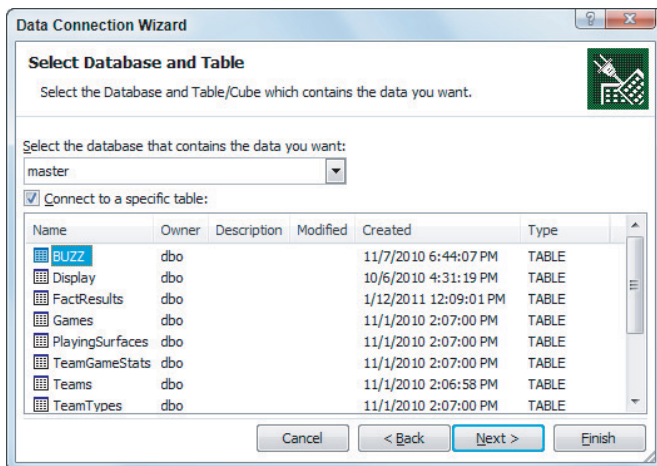 Data Connection Wizard
Select Database and Table
Select the Database and Table/Cube which contains the data you want.
Select the database that contains the data you want:
master
Connect to a specific table:
Name Owner Description Modified Created Type
BUZZ dbo 11/7/2010 6:44:07 PM TABLE
Display dbo 10/6/2010 4:31:19 PM TABLE
FactResults dbo 1/12/2011 12:09:01 PM TABLE
Games dbo 11/1/2010 2:07:00 PM TABLE
PlayingSurfaces dbo 11/1/2010 2:07:00 PM TABLE
TeamGameStats dbo 11/1/2010 2:07:00 PM TABLE
Teams dbo 11/1/2010 2:06:58 PM TABLE
TeamTypes dbo 11/1/2010 2:07:00 PM TABLE
Cancel < Back Next > Finish